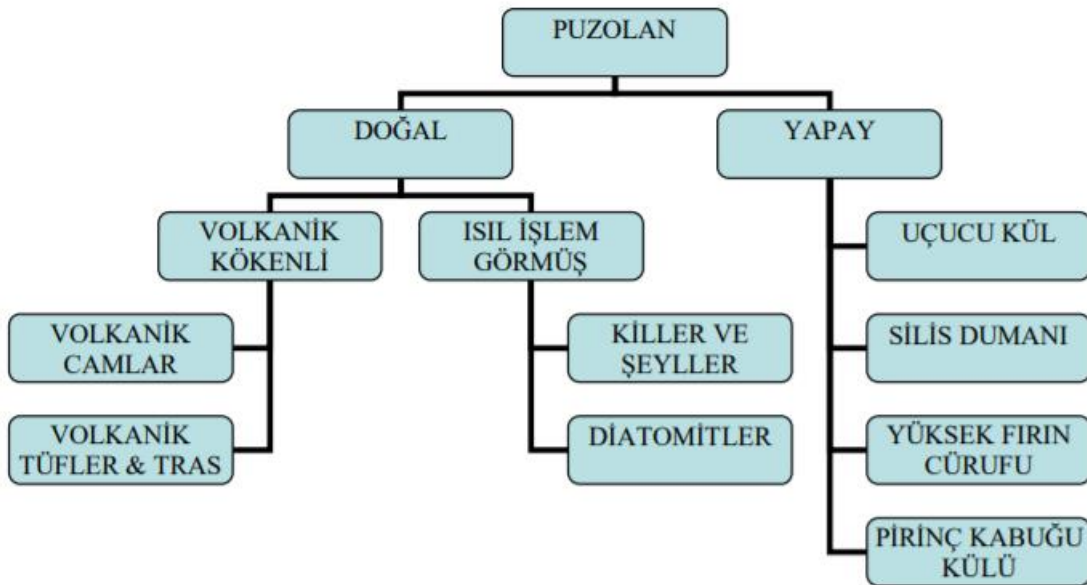 PUZOLAN
DOĞAL
YAPAY
VOLKANİK
KÖKENLİ
ISIL İŞLEM
GÖRMÜŞ
UÇUCU KÜL
VOLKANİK
CAMLAR
KİLLER VE
ŞEYLLER
SİLİS DUMANI
VOLKANİK
TÜFLER & TRAS
DİATOMİTLER
YÜKSEK FIRIN
CÜRUFU
PİRİNÇ KABUĞU
KÜLÜ